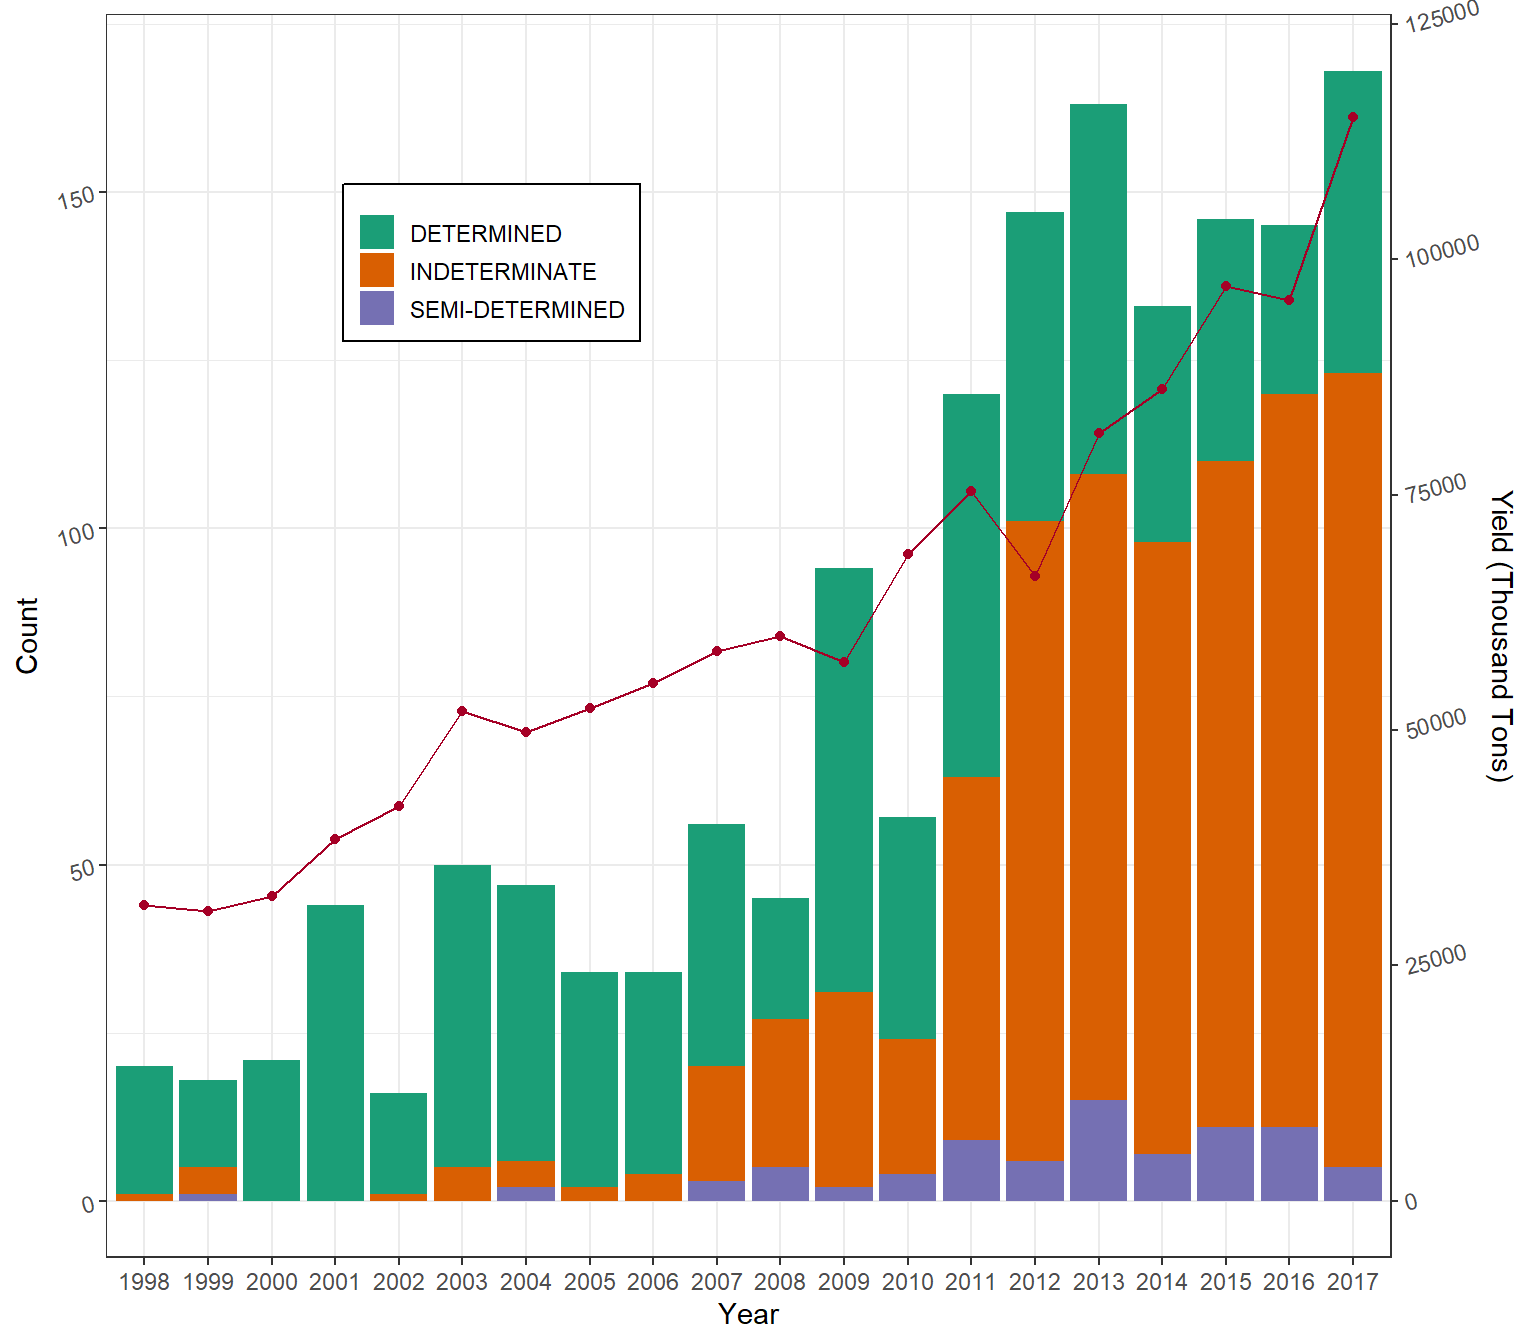 125000
150
DETERMINED
INDETERMINATE
SEMI-DETERMINED
100000
100
75000
Count
Yield (Thousand Tons)
50000
50
25000
0
0
1998 1999 2000 2001 2002 2003 2004 2005 2006 2007 2008 2009 2010 2011 2012 2013 2014 2015 2016 2017
Year